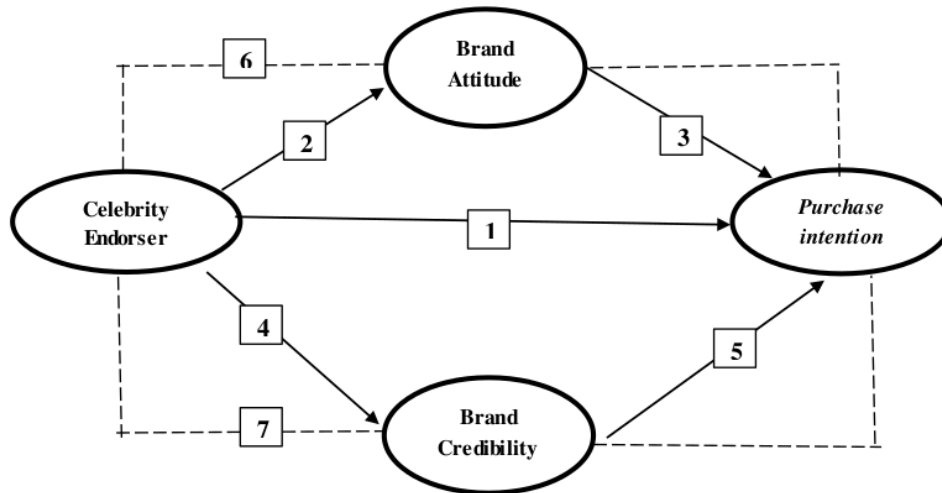 Brand
Attitude
6
2
3
Celebrity
Endorser
1
Purchase
intention
4
5
7
Brand
Credibility